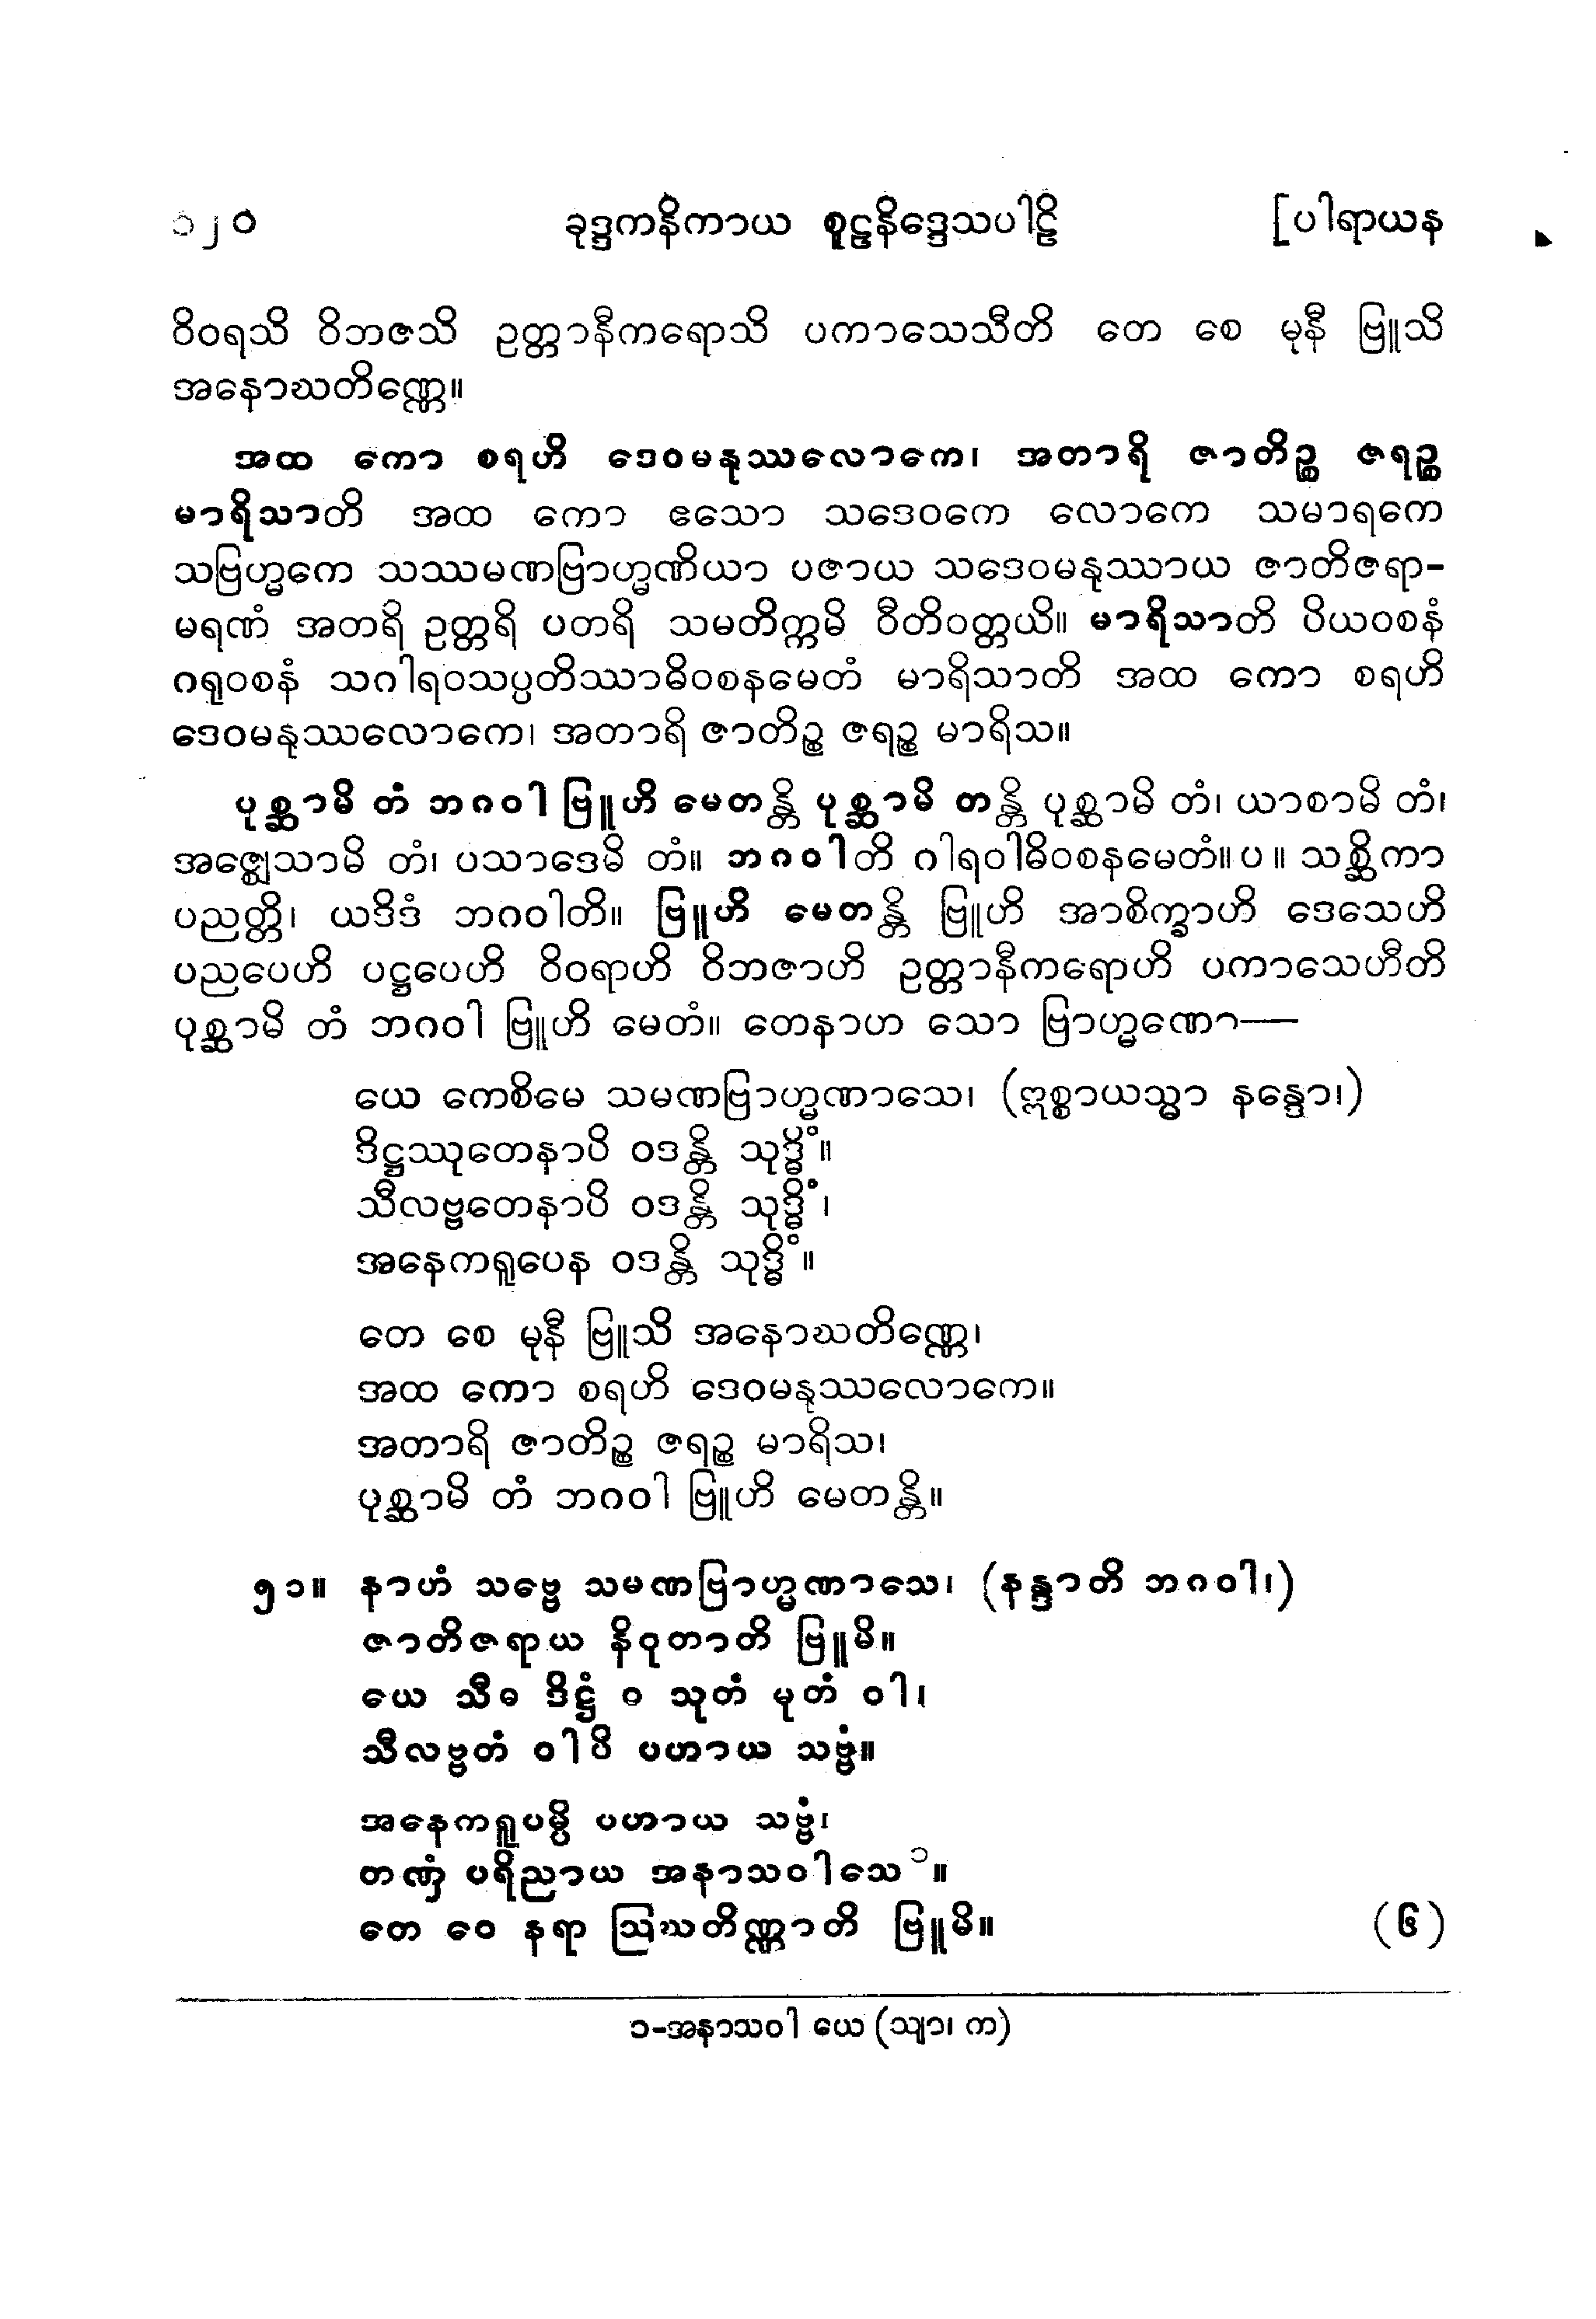 ၁၂၀ ခုဒ္ဒကနိကာယ စူဠနိဒ္ဒေသပါဠိ [ပါရာယန
ဝိဝရသိ ဝိဘဇသိ ဥတ္တာနီကရောသိ ပကာသေသီတိ တေ စေ မုနီ ဗြူသိ
အနောဃတိဏ္ဏေ။
အထ ကော စရဟိ ဒေဝမနုဿလောကေ၊ အတာရိ ဇာတိဉ္စ ဇရဉ္စ
မာရိသာတိ အထ ကော ဧသော သဒေဝကေ လောကေ သမာရကေ
သဗြဟ္မကေ သဿမဏဗြာဟ္မဏိယာ ပဇာယ သဒေဝမနုဿာယ ဇာတိဇရာ-
မရဏံ အတရိ ဥတ္တရိ ပတရိ သမတိက္ကမိ ဝီတိဝတ္တယိ။ မာရိသာတိ ပိယဝစနံ
ဂရုဝစနံ သဂါရဝသပ္ပတိဿာဓိဝစနမေတံ မာရိသာတိ အထ ကော စရဟိ
ဒေဝမနုဿလောကေ၊ အတာရိ ဇာတိဉ္စ ဇရဉ္စ မာရိသ။
ပုစ္ဆာမိ တံ ဘဂဝါ ဗြူဟိ မေတန္တိ ပုစ္ဆာမိ တန္တိ ပုစ္ဆာမိ တံ၊ ယာစာမိ တံ၊
အဇ္ဈေသာမိ တံ၊ ပသာဒေမိ တံ။ ဘဂဝါတိ ဂါရဝါဓိဝစနမေတံ။ပ။ သစ္ဆိကာ
ပညတ္တိ၊ ယဒိဒံ ဘဂဝါတိ။ ဗြူဟိ မေတန္တိ ဗြူဟိ အာစိက္ခာဟိ ဒေသေဟိ
ပညပေဟိ ပဋ္ဌပေဟိ ဝိဝရာဟိ ဝိဘဇာဟိ ဥတ္တာနီကရောဟိ ပကာသေဟီတိ
ပုစ္ဆာမိ တံ ဘဂဝါ ဗြူဟိ မေတံ။ တေနာဟ သော ဗြာဟ္မဏော—
ယေ ကေစိမေ သမဏဗြာဟ္မဏာသေ၊ (ဣစ္စာယသ္မာ နန္ဒော၊)
ဒိဋ္ဌဿုတေနာပိ ဝဒန္တိ သုဒ္ဓိံ။
သီလဗ္ဗတေနာပိ ဝဒန္တိ သုဒ္ဓိံ၊
အနေကရူပေန ဝဒန္တိ သုဒ္ဓိံ။
တေ စေ မုနီ ဗြူသိ အနောဃတိဏ္ဏေ၊
အထ ကော စရဟိ ဒေဝမနုဿလောကေ။
အတာရိ ဇာတိဉ္စ ဇရဉ္စ မာရိသ၊
ပုစ္ဆာမိ တံ ဘဂဝါ ဗြူဟိ မေတန္တိ။
၅၁။ နာဟံ သဗ္ဗေ သမဏဗြာဟ္မဏာသေ၊ (နန္ဒာတိ ဘဂဝါ၊)
ဇာတိဇရာယ နိဝုတာတိ ဗြူမိ။
ယေ သီဓ ဒိဋ္ဌံ ဝ သုတံ မုတံ ဝါ၊
သီလဗ္ဗတံ ဝါပိ ပဟာယ သဗ္ဗံ။
အနေကရူပမ္ပိ ပဟာယ သဗ္ဗံ၊
တဏှံ ပရိညာယ အနာသဝါသေ ၁။
တေ ဝေ နရာ ဩဃတိဏ္ဏာတိ ဗြူမိ။ (၆)
၁-အနာသဝါ ယေ (သျာ၊ က)